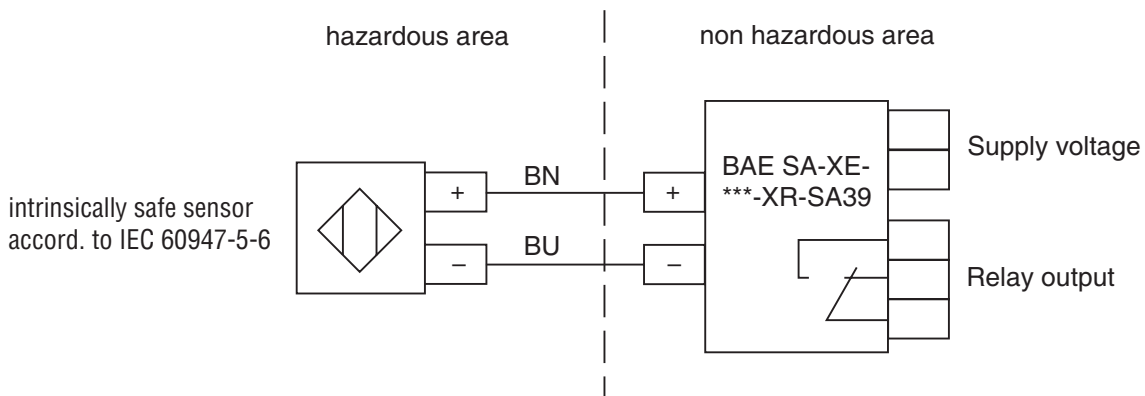 hazardous area
non hazardous area
intrinsically safe sensor
accord. to IEC 60947-5-6
+
BN
+
–
BU
–
BAE SA-XE-
***-XR-SA39
Supply voltage
Relay output